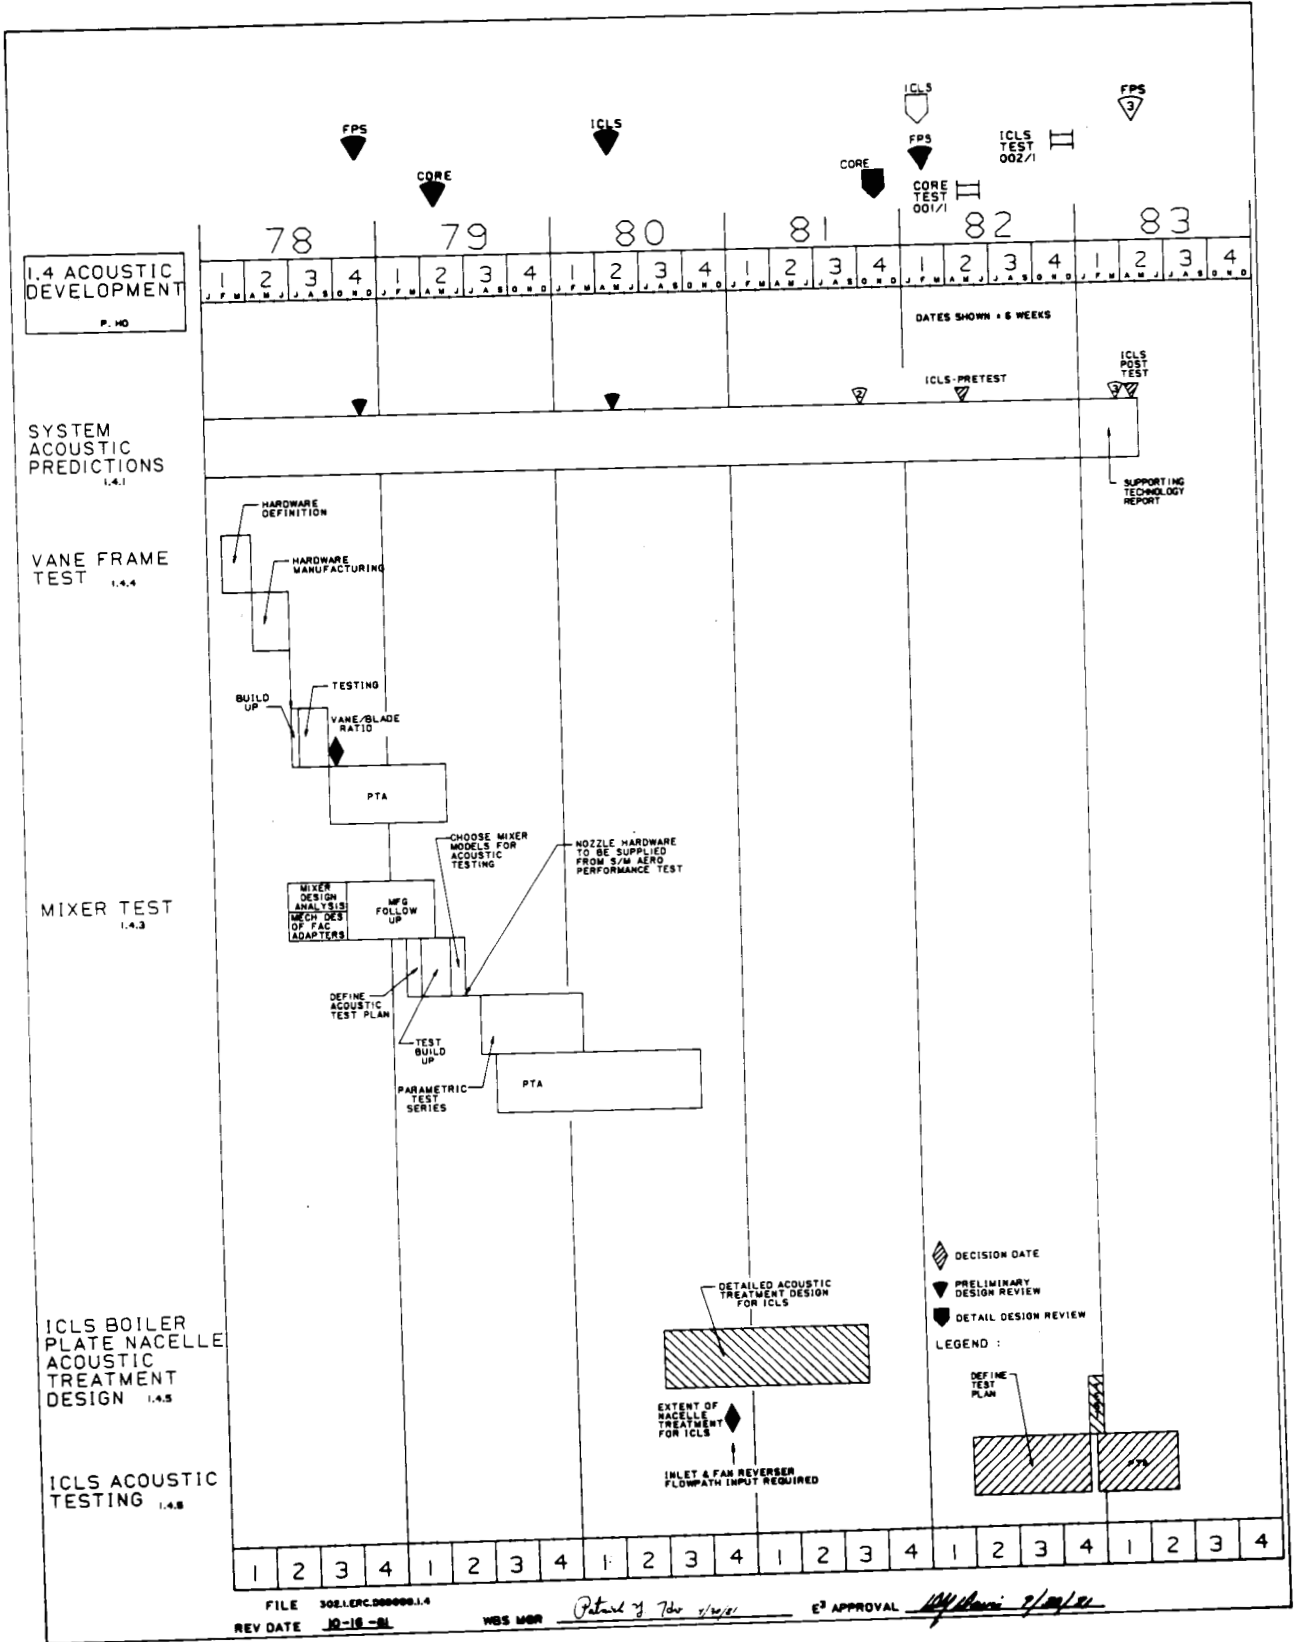 ICLS
FPS
3
FPS
ICLS
FPS
ICLS
TEST
002/1
CORE
CORE
CORE
TEST
001/1
78 79 80 81 82 83
1.4 ACOUSTIC
DEVELOPMENT
P. HO
1 2 3 4 1 2 3 4 1 2 3 4 1 2 3 4 1 2 3 4 1 2 3 4
J F M A M J J A S O N D J F M A M J J A S O N D J F M A M J J A S O N D J F M A M J J A S O N D J F M A M J J A S O N D J F M A M J J A S O N D
DATES SHOWN ± 6 WEEKS
ICLS
POST
TEST
ICLS-PRETEST
2
3
SYSTEM
ACOUSTIC
PREDICTIONS
1.4.1
SUPPORTING
TECHNOLOGY
REPORT
HARDWARE
DEFINITION
VANE FRAME
TEST 1.4.4
HARDWARE
MANUFACTURING
BUILD
UP
TESTING
VANE/BLADE
RATIO
PTA
CHOOSE MIXER
MODELS FOR
ACOUSTIC
TESTING
NOZZLE HARDWARE
TO BE SUPPLIED
FROM S/M AERO
PERFORMANCE TEST
MIXER TEST
1.4.3
MIXER
DESIGN
ANALYSIS
MECH DES
OF FAC
ADAPTERS
MFG
FOLLOW
UP
DEFINE
ACOUSTIC
TEST PLAN
TEST
BUILD
UP
PARAMETRIC
TEST
SERIES
PTA
DECISION DATE
PRELIMINARY
DESIGN REVIEW
DETAIL DESIGN REVIEW
LEGEND :
DETAILED ACOUSTIC
TREATMENT DESIGN
FOR ICLS
ICLS BOILER
PLATE NACELLE
ACOUSTIC
TREATMENT
DESIGN 1.4.5
EXTENT OF
NACELLE
TREATMENT
FOR ICLS
INLET & FAN REVERSER
FLOWPATH INPUT REQUIRED
DEFINE
TEST
PLAN
ICLS ACOUSTIC
TESTING
1 2 3 4 1 2 3 4 1 2 3 4 1 2 3 4 1 2 3 4 1 2 3 4
FILE
REV DATE 10-16-81
WBS MGR Patrick Y. Ho
E³ APPROVAL